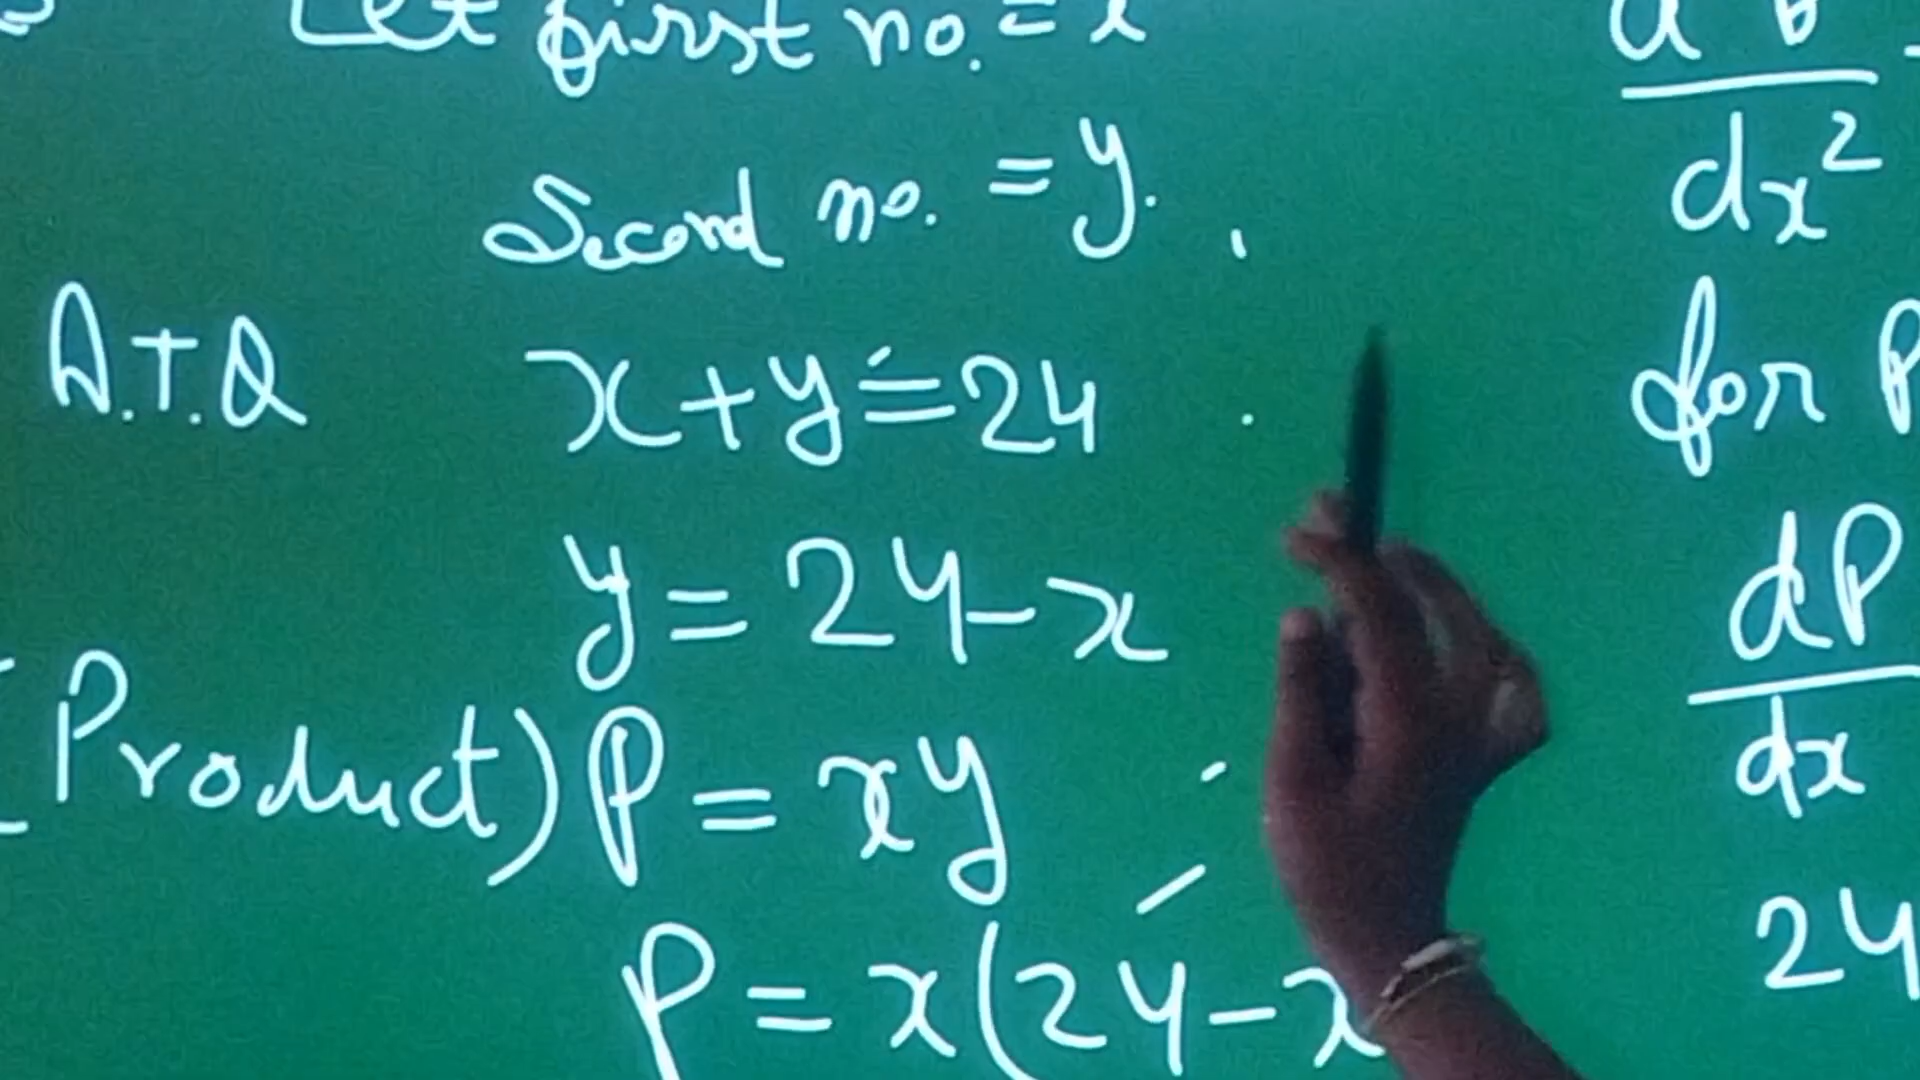 Let first no. = x
Second no. = y.
A.T.Q x+y=24
y = 24-x
Product) P = xy
P = x(24-x
dx²
for P
dP
dx
24